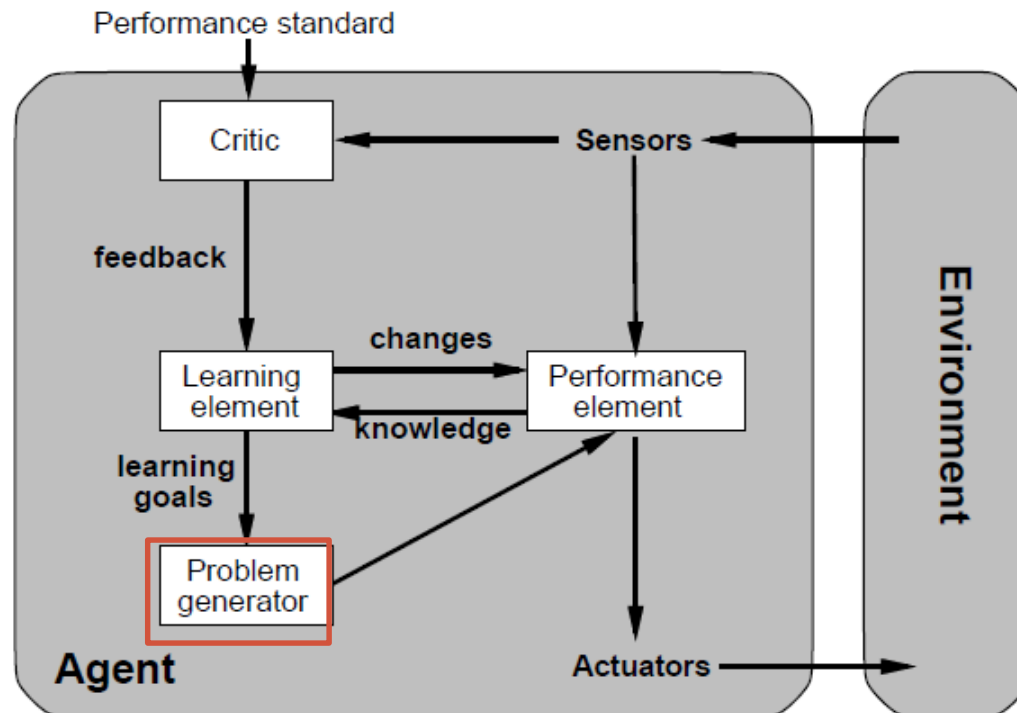 Performance standard
Critic
Sensors
feedback
changes
Learning
element
Performance
element
knowledge
learning
goals
Problem
generator
Agent
Actuators
Environment